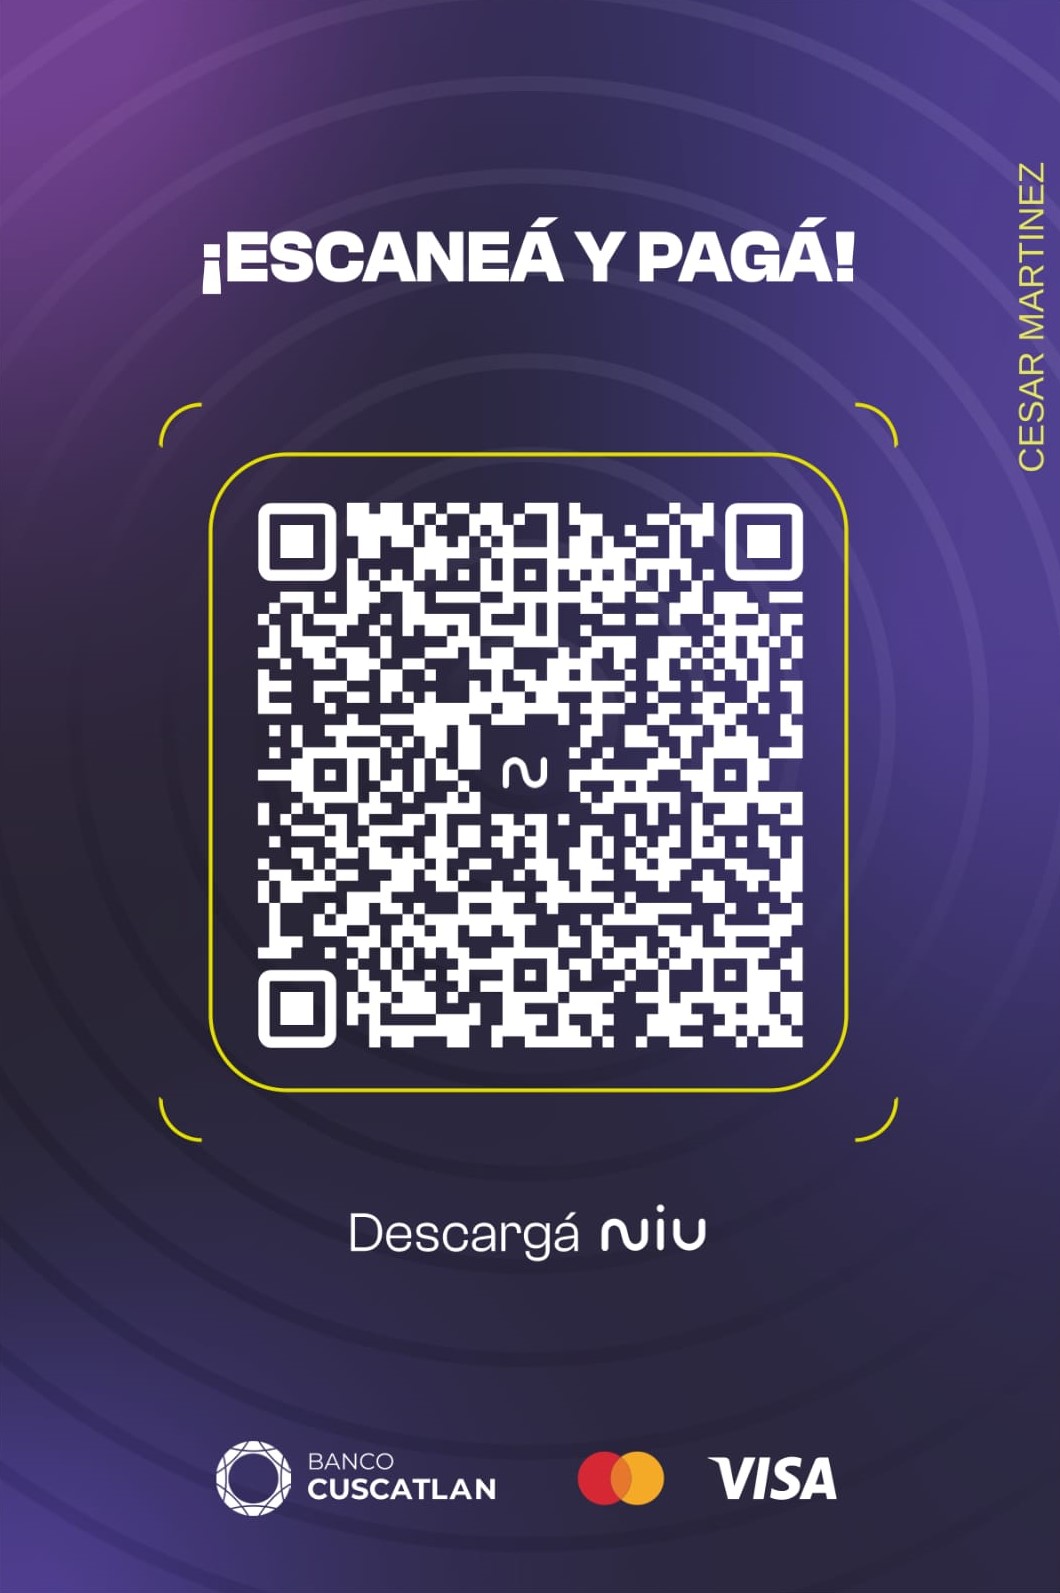 ¡ESCANEÁ Y PAGÁ!
CESAR MARTINEZ
Descargá niu
BANCO
CUSCATLAN
VISA